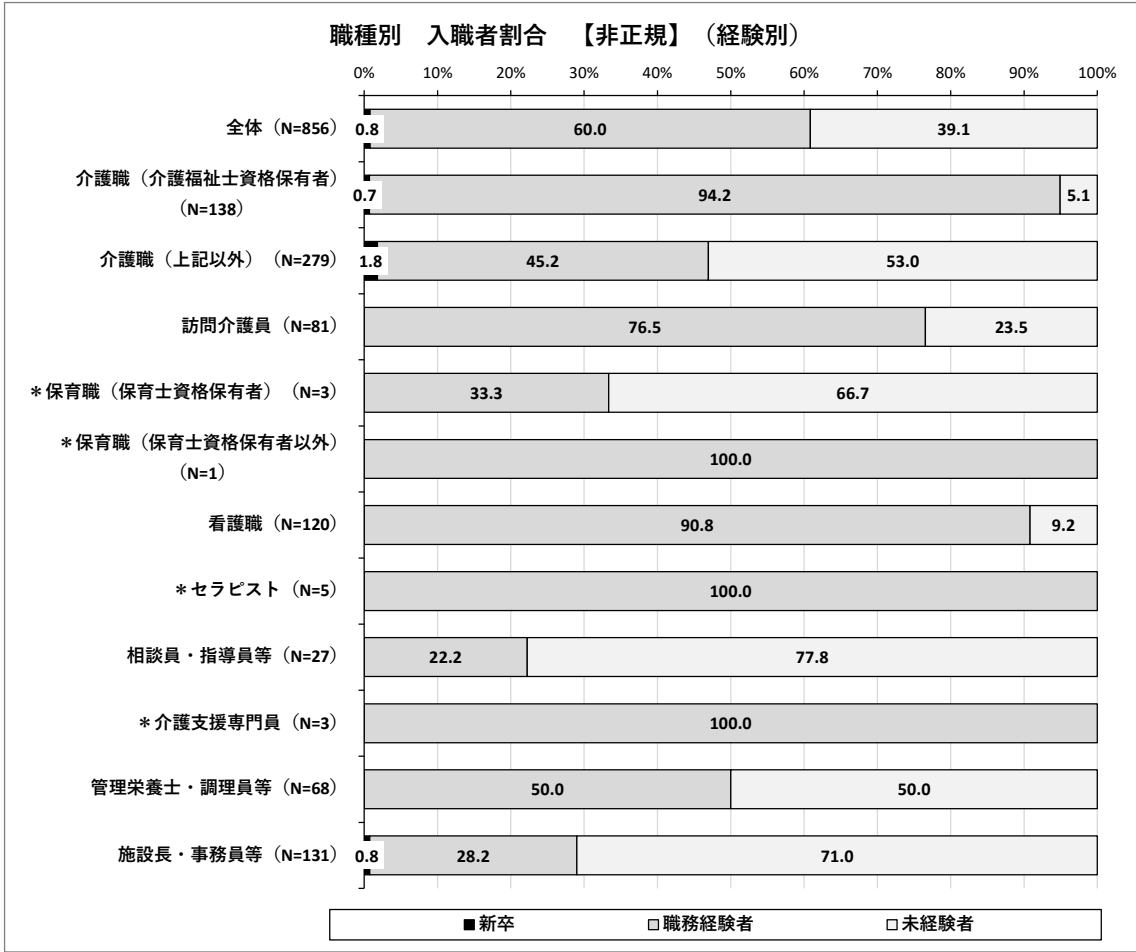 職種別　入職者割合　【非正規】（経験別）
0% 10% 20% 30% 40% 50% 60% 70% 80% 90% 100%
全体（N=856） 0.8 60.0 39.1
介護職（介護福祉士資格保有者）
（N=138） 0.7 94.2 5.1
介護職（上記以外）（N=279） 1.8 45.2 53.0
訪問介護員（N=81） 76.5 23.5
＊保育職（保育士資格保有者）（N=3） 33.3 66.7
＊保育職（保育士資格保有者以外）
（N=1） 100.0
看護職（N=120） 90.8 9.2
＊セラピスト（N=5） 100.0
相談員・指導員等（N=27） 22.2 77.8
＊介護支援専門員（N=3） 100.0
管理栄養士・調理員等（N=68） 50.0 50.0
施設長・事務員等（N=131） 0.8 28.2 71.0
■新卒 □職務経験者 □未経験者